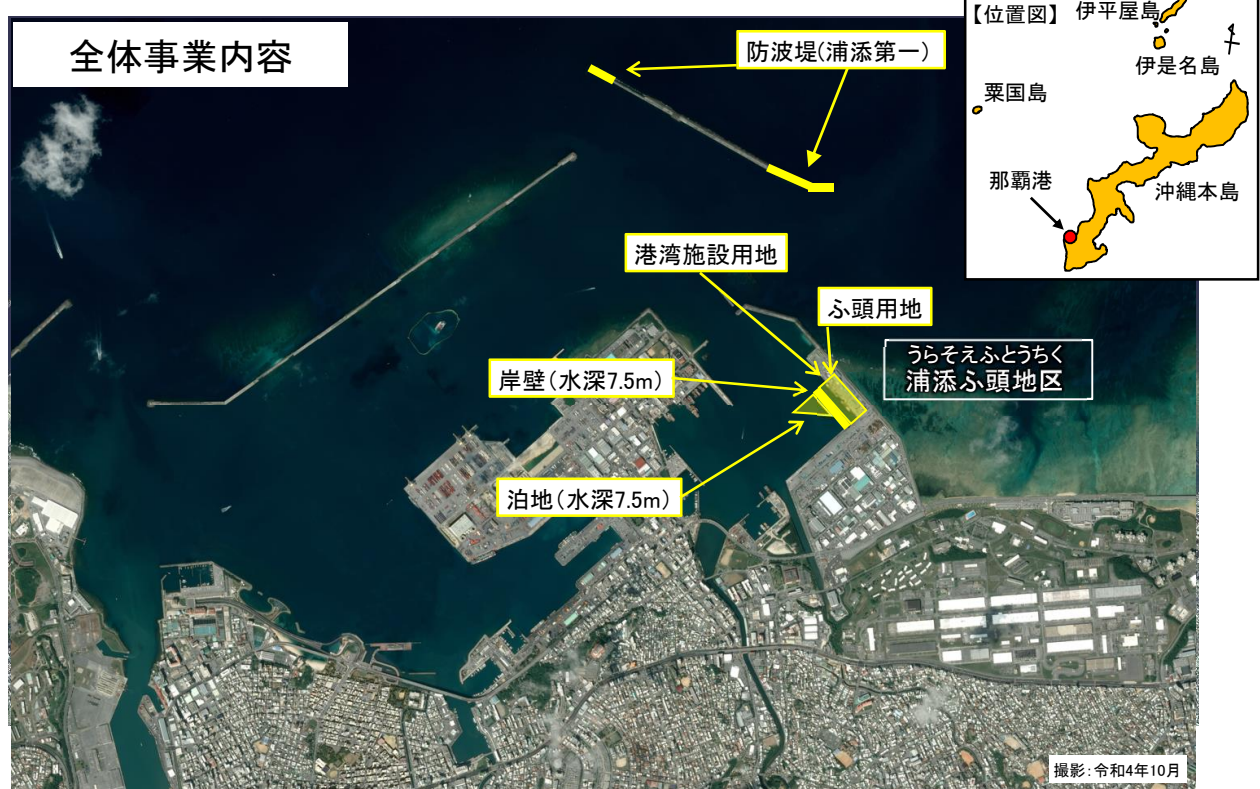 全体事業内容
防波堤(浦添第一)
【位置図】
伊平屋島
伊是名島
粟国島
那覇港
沖縄本島
港湾施設用地
ふ頭用地
岸壁(水深7.5m)
うらそえふとうちく
浦添ふ頭地区
泊地(水深7.5m)
撮影:令和4年10月